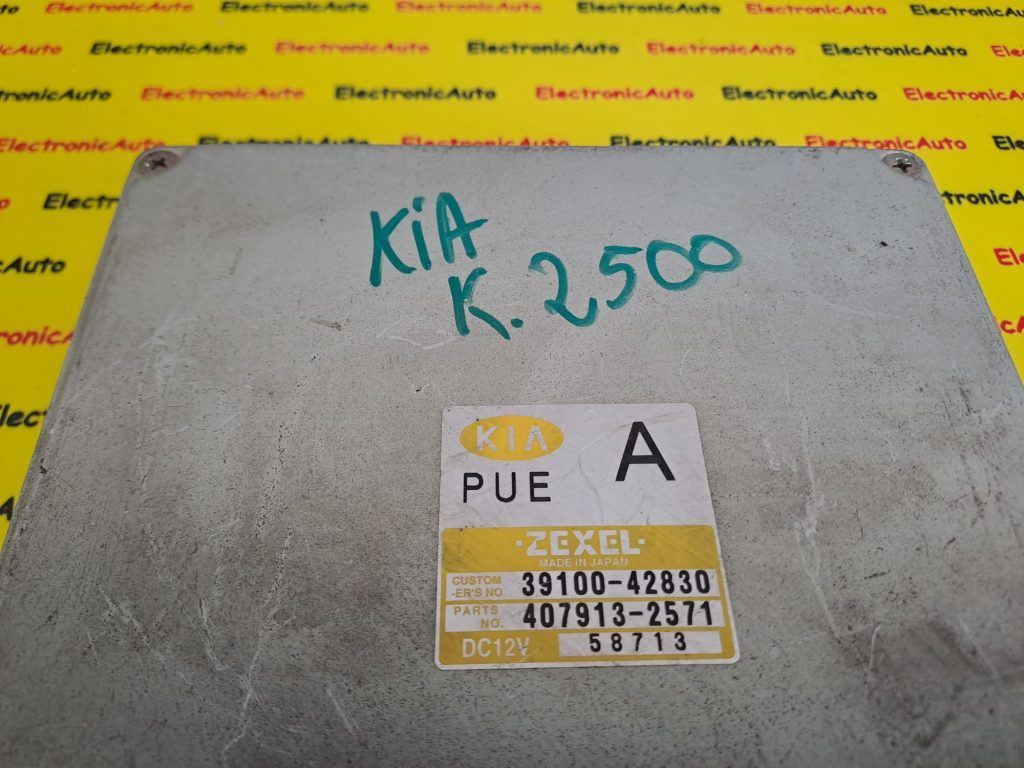 ElectronicAuto ElectronicAuto ElectronicAuto ElectronicAuto
ElectronicAuto ElectronicAuto ElectronicAuto ElectronicAuto ElectronicAuto
ElectronicAuto ElectronicAuto ElectronicAuto ElectronicAuto ElectronicAuto
ElectronicAuto ElectronicAuto ElectronicAuto ElectronicAuto ElectronicAuto
KiA
K.2500
KIA
A
PUE
·ZEXEL·
MADE IN JAPAN
CUSTOM
-ER'S NO. 39100-42830
PARTS
NO. 407913-2571
DC12V 58713